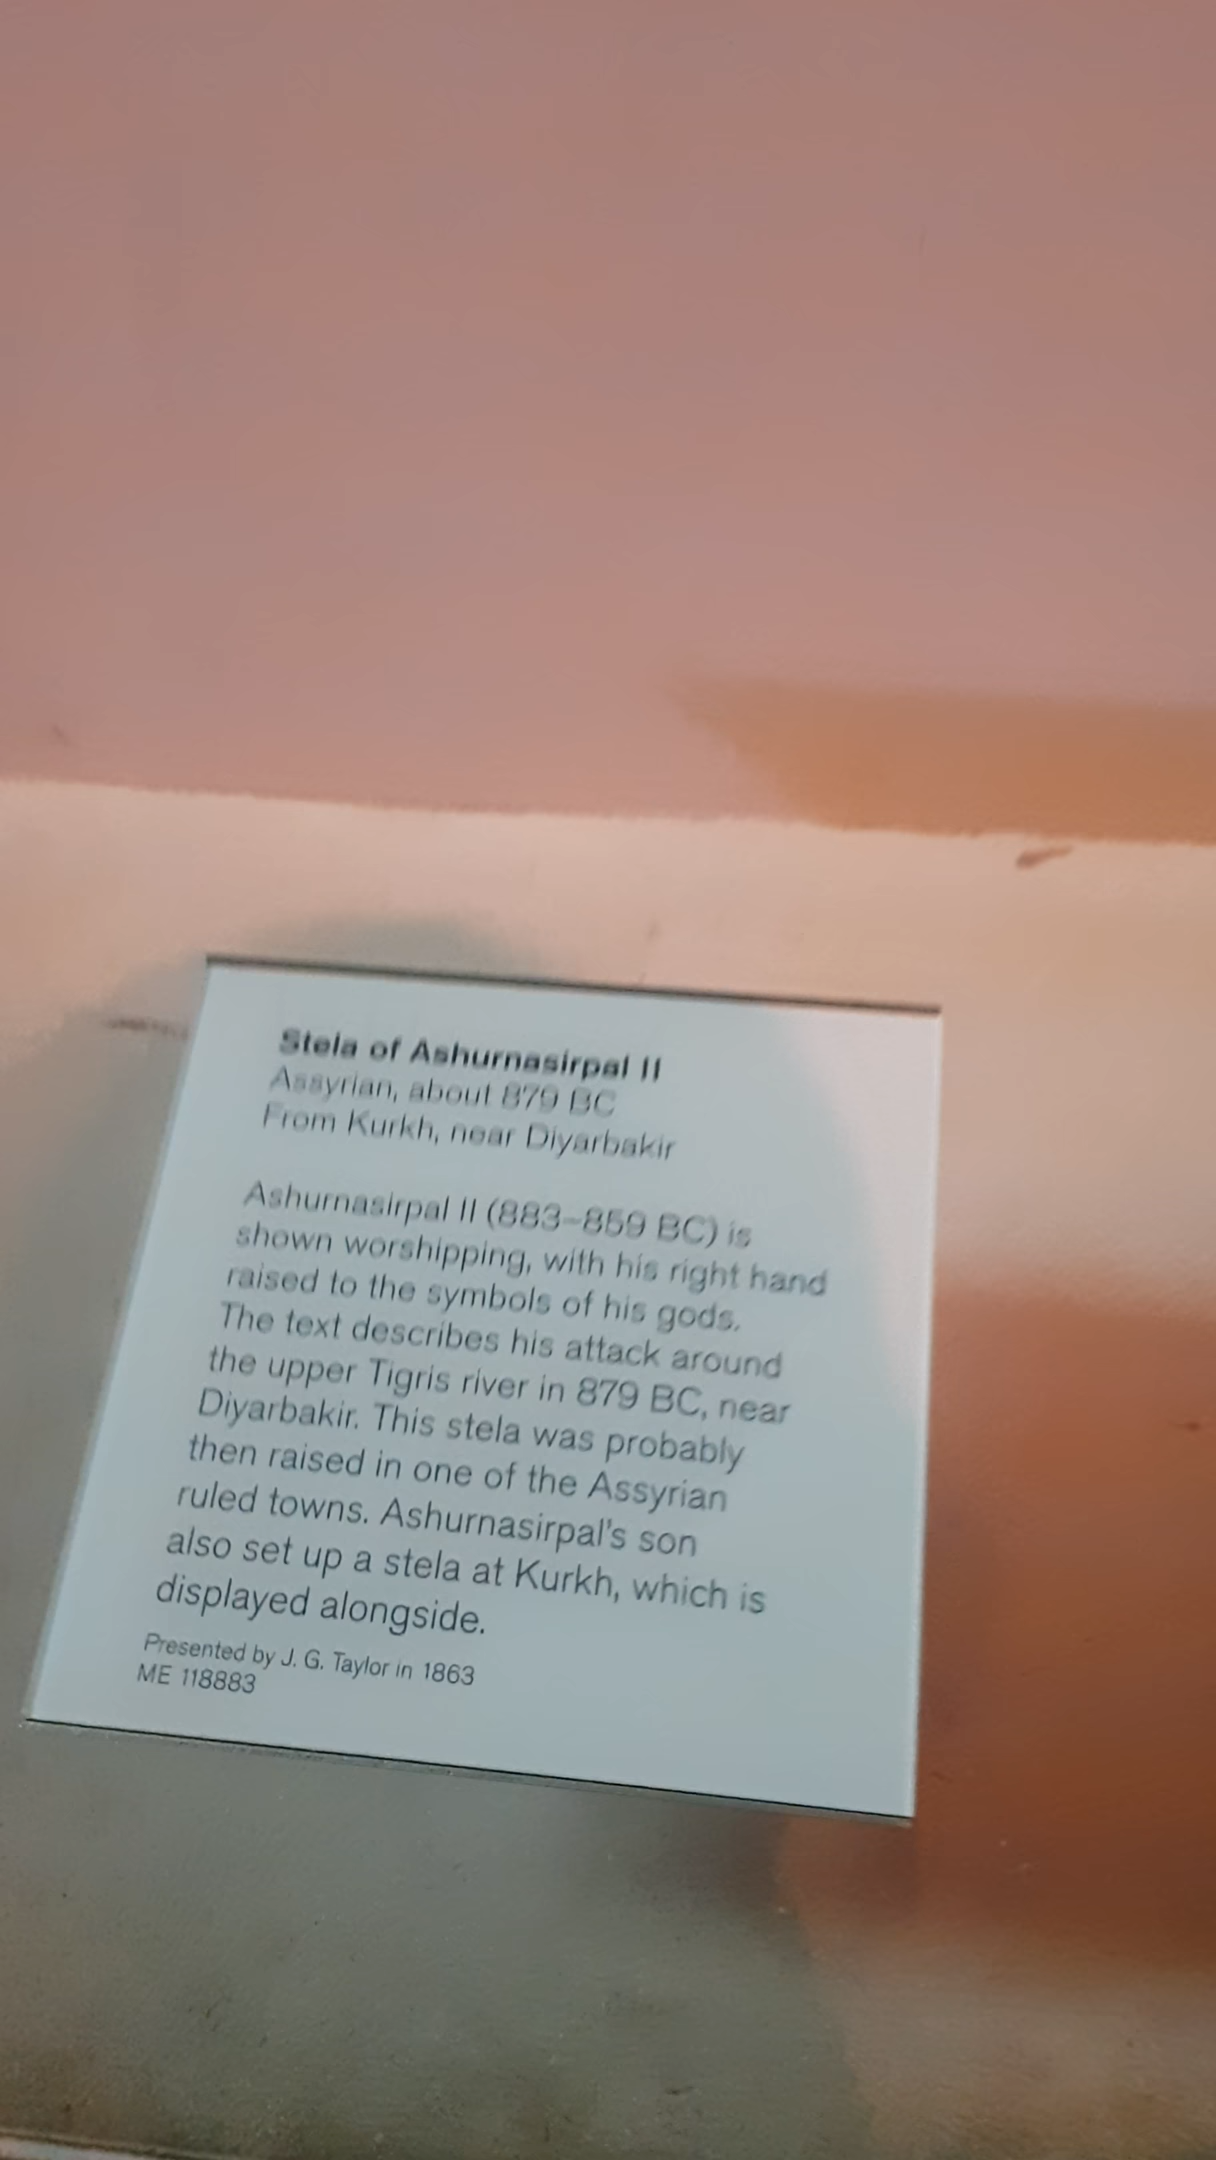 Stela of Ashurnasirpal II
Assyrian, about 879 BC
From Kurkh, near Diyarbakir
Ashurnasirpal II (883–859 BC) is
shown worshipping, with his right hand
raised to the symbols of his gods.
The text describes his attack around
the upper Tigris river in 879 BC, near
Diyarbakir. This stela was probably
then raised in one of the Assyrian
ruled towns. Ashurnasirpal's son
also set up a stela at Kurkh, which is
displayed alongside.
Presented by J. G. Taylor in 1863
ME 118883